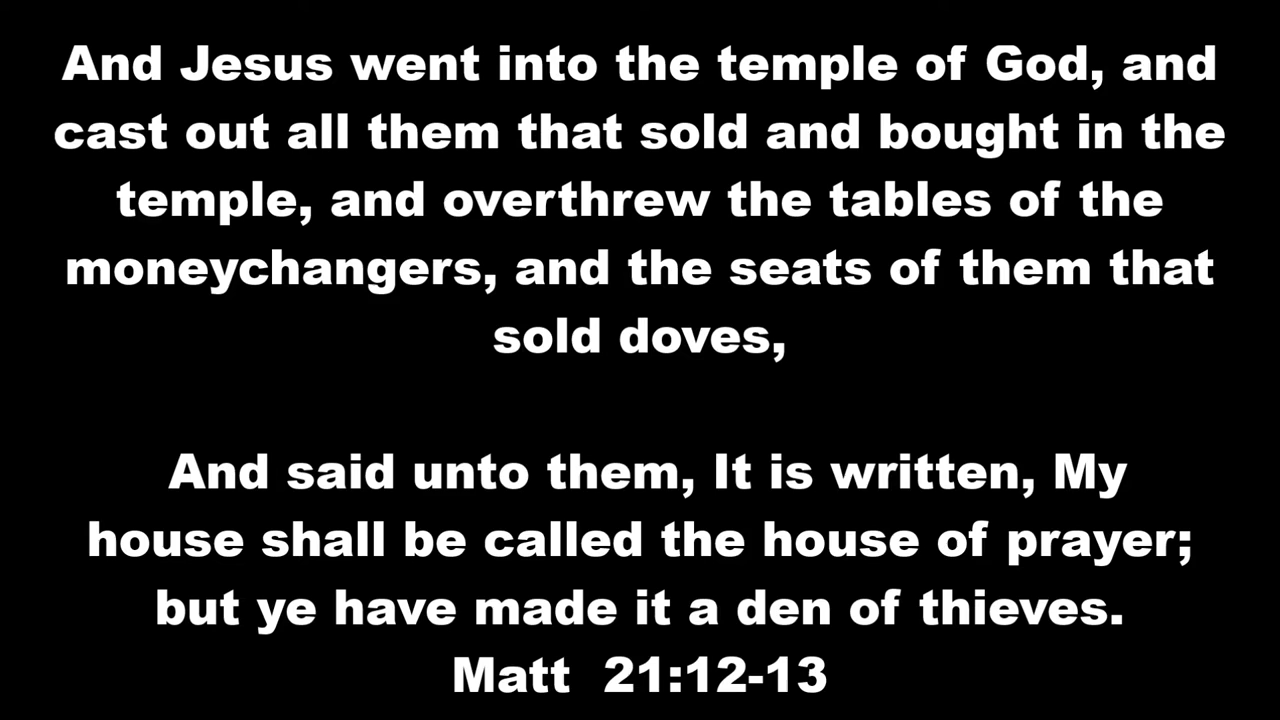 And Jesus went into the temple of God, and
cast out all them that sold and bought in the
temple, and overthrew the tables of the
moneychangers, and the seats of them that
sold doves,
And said unto them, It is written, My
house shall be called the house of prayer;
but ye have made it a den of thieves.
Matt  21:12-13